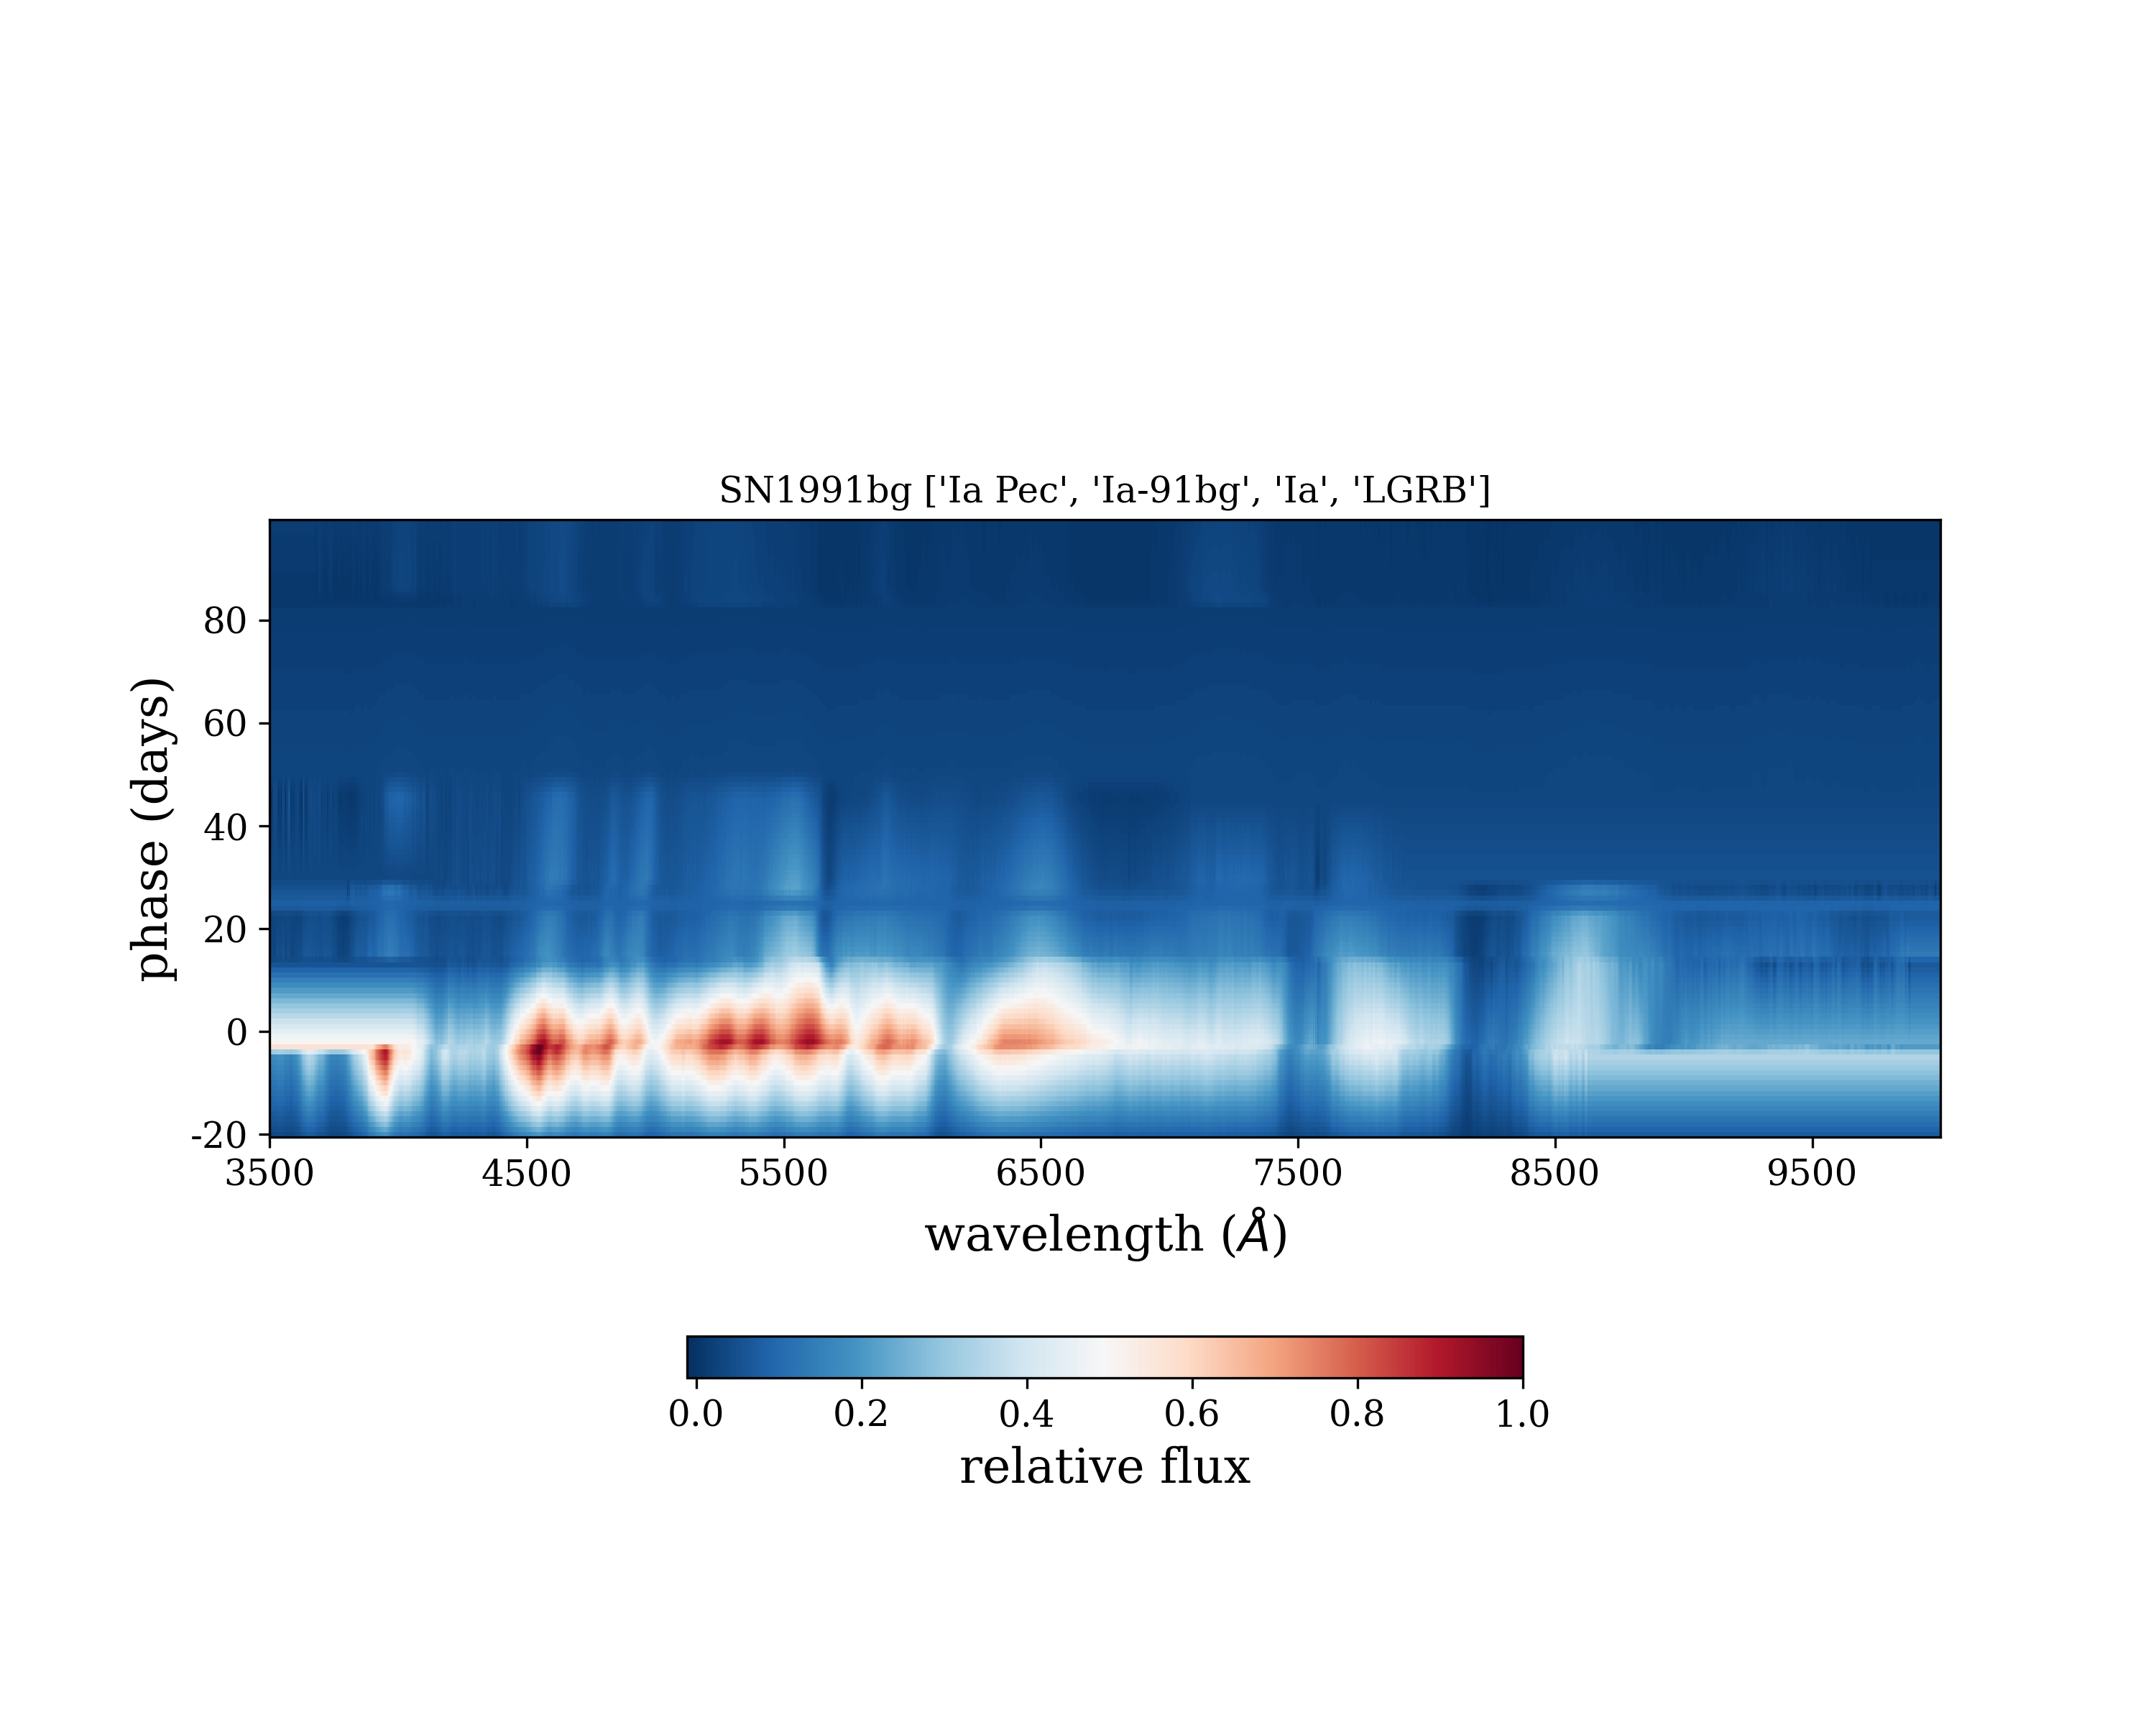 SN1991bg ['Ia Pec', 'Ia-91bg', 'Ia', 'LGRB']
phase (days)
80
60
40
20
0
-20
3500 4500 5500 6500 7500 8500 9500
wavelength (Å)
0.0 0.2 0.4 0.6 0.8 1.0
relative flux